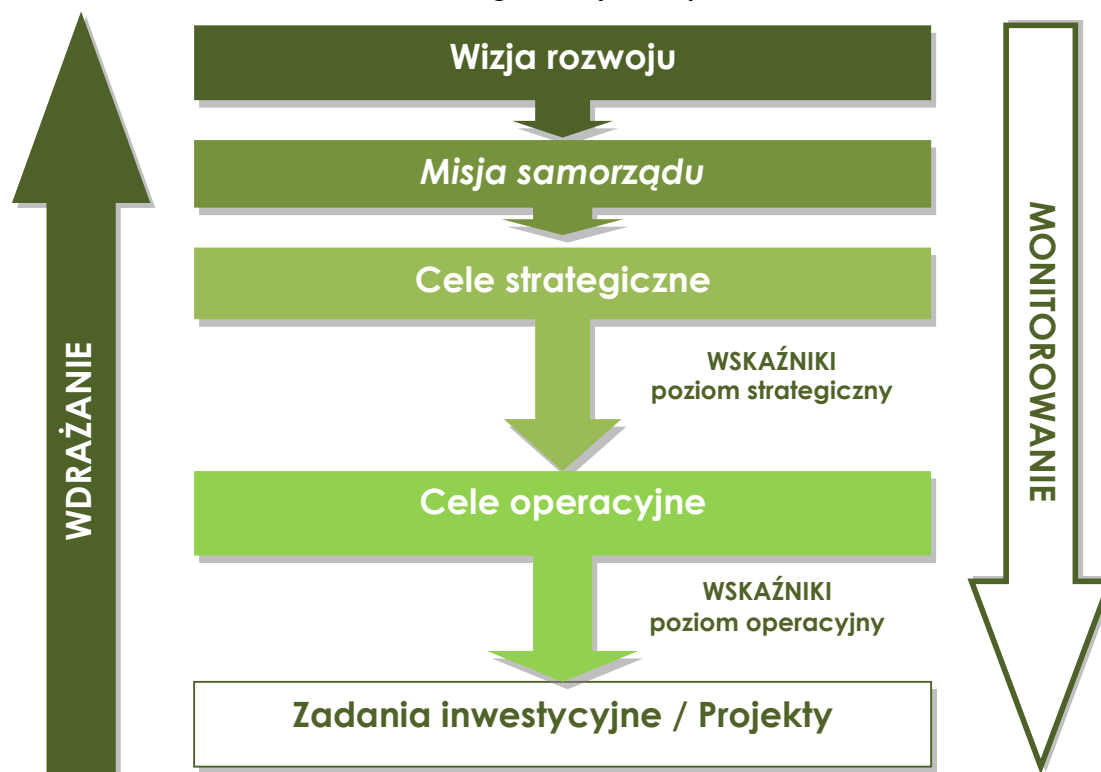 Wizja rozwoju
Misja samorządu
Cele strategiczne
WSKAŹNIKI
poziom strategiczny
Cele operacyjne
WSKAŹNIKI
poziom operacyjny
Zadania inwestycyjne / Projekty
WDRAŻANIE
MONITOROWANIE